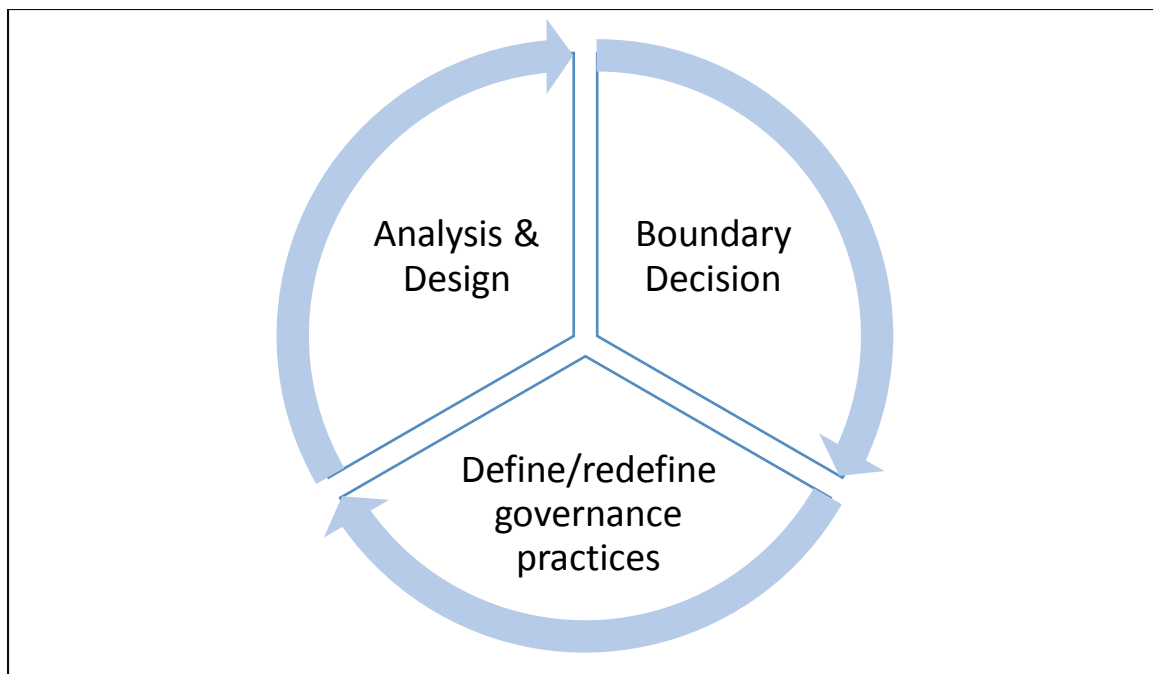 Analysis &
Design
Boundary
Decision
Define/redefine
governance
practices